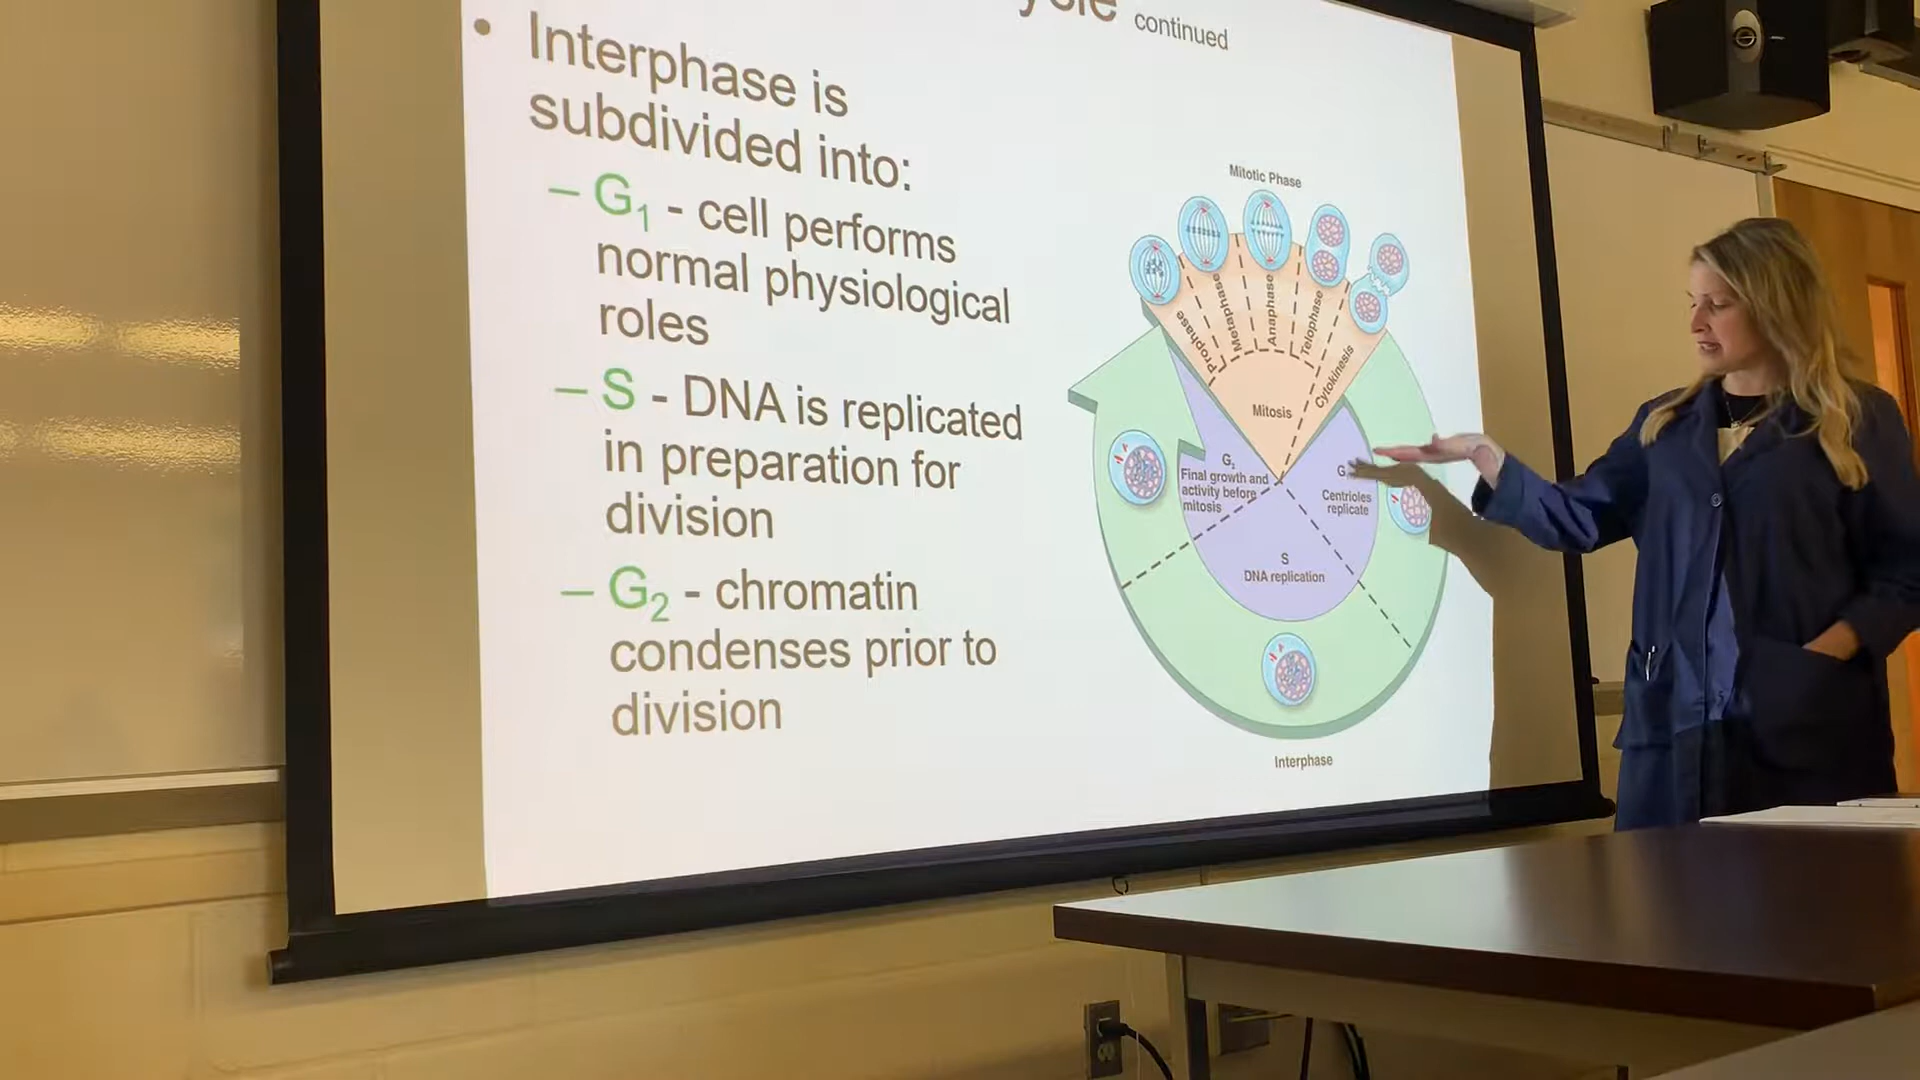 continued
• Interphase is
subdivided into:
– G₁ - cell performs
normal physiological
roles
– S - DNA is replicated
in preparation for
division
– G₂ - chromatin
condenses prior to
division
Mitotic Phase
Prophase
Metaphase
Anaphase
Telophase
Cytokinesis
Mitosis
G₂
Final growth and
activity before
mitosis
G
Centrioles
replicate
S
DNA replication
Interphase